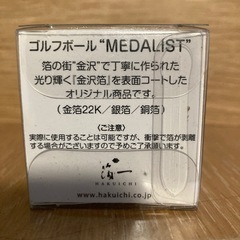 ゴルフボール“MEDALIST”
箔の街“金沢”で丁寧に作られた
光り輝く『金沢箔』を表面コートした
オリジナル商品です。
（金箔22K／銀箔／銅箔）
〈ご注意〉
実際に使用することは可能ですが、衝撃で箔が剥離
する場合がございますので予めご了承願います。
箔一
HAKUICHI
www.hakuichi.co.jp